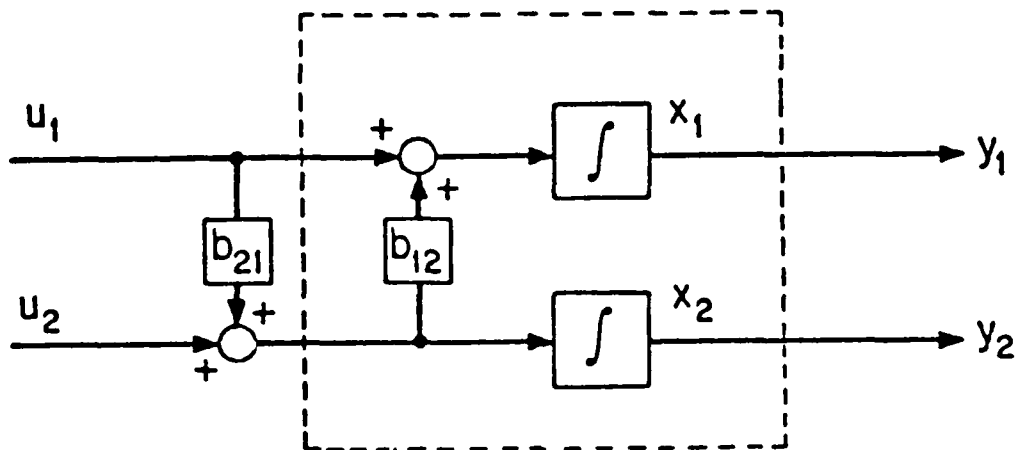 u₁
+
∫
x₁
y₁
+
b₂₁
b₁₂
u₂
+
+
∫
x₂
y₂